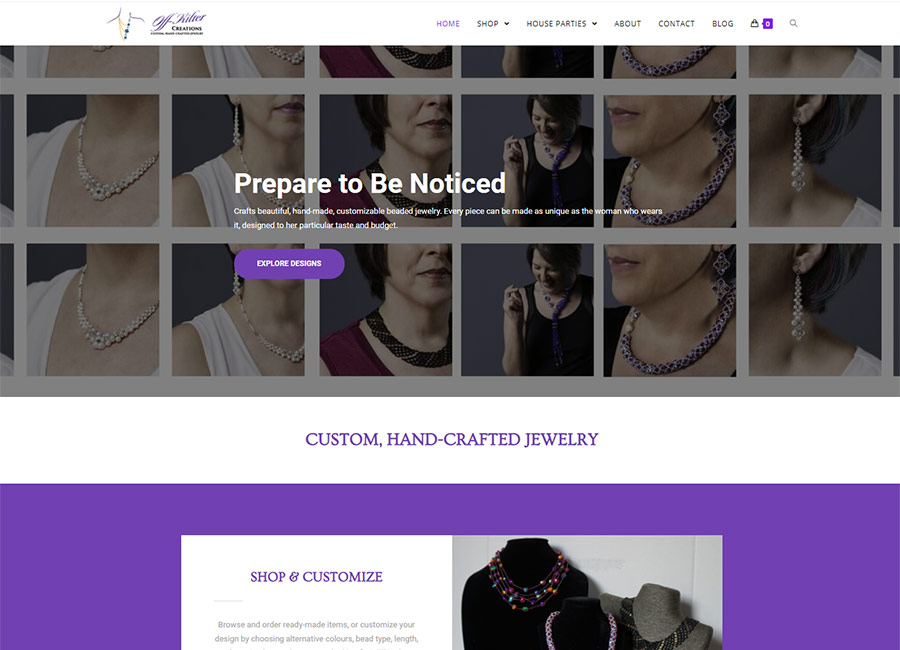 Off-Kilter
CREATIONS
CUSTOM, HAND-CRAFTED JEWELRY
HOME SHOP HOUSE PARTIES ABOUT CONTACT BLOG 0
Prepare to Be Noticed
Crafts beautiful, hand-made, customizable beaded jewelry. Every piece can be made as unique as the woman who wears
it, designed to her particular taste and budget.
EXPLORE DESIGNS
CUSTOM, HAND-CRAFTED JEWELRY
SHOP & CUSTOMIZE
Browse and order ready-made items, or customize your
design by choosing alternative colours, bead type, length,